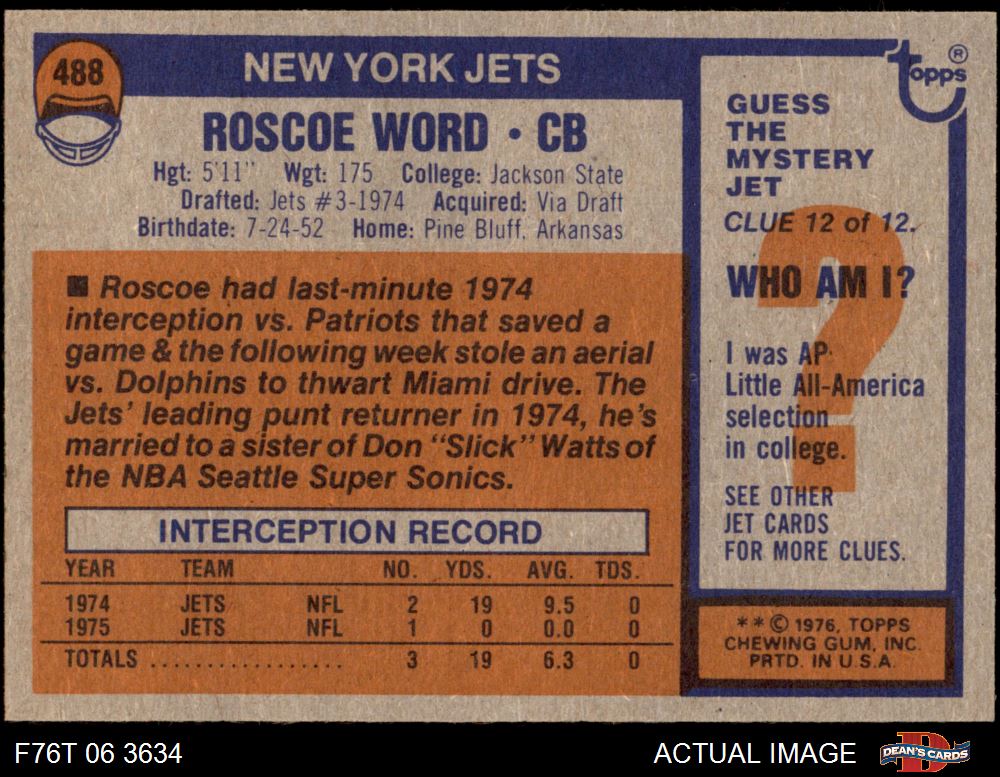 488
NEW YORK JETS
ROSCOE WORD • CB
Hgt: 5'11" Wgt: 175 College: Jackson State
Drafted: Jets #3-1974 Acquired: Via Draft
Birthdate: 7-24-52 Home: Pine Bluff, Arkansas
■ Roscoe had last-minute 1974
interception vs. Patriots that saved a
game & the following week stole an aerial
vs. Dolphins to thwart Miami drive. The
Jets' leading punt returner in 1974, he's
married to a sister of Don "Slick" Watts of
the NBA Seattle Super Sonics.
INTERCEPTION RECORD
YEAR TEAM NO. YDS. AVG. TDS.
1974 JETS NFL 2 19 9.5 0
1975 JETS NFL 1 0 0.0 0
TOTALS .................. 3 19 6.3 0
topps ®
GUESS
THE
MYSTERY
JET
CLUE 12 of 12.
WHO AM I?
?
I was AP
Little All-America
selection
in college.
SEE OTHER
JET CARDS
FOR MORE CLUES.
** © 1976, TOPPS
CHEWING GUM, INC.
PRTD. IN U.S.A.
F76T 06 3634
ACTUAL IMAGE
D
DEAN'S CARDS